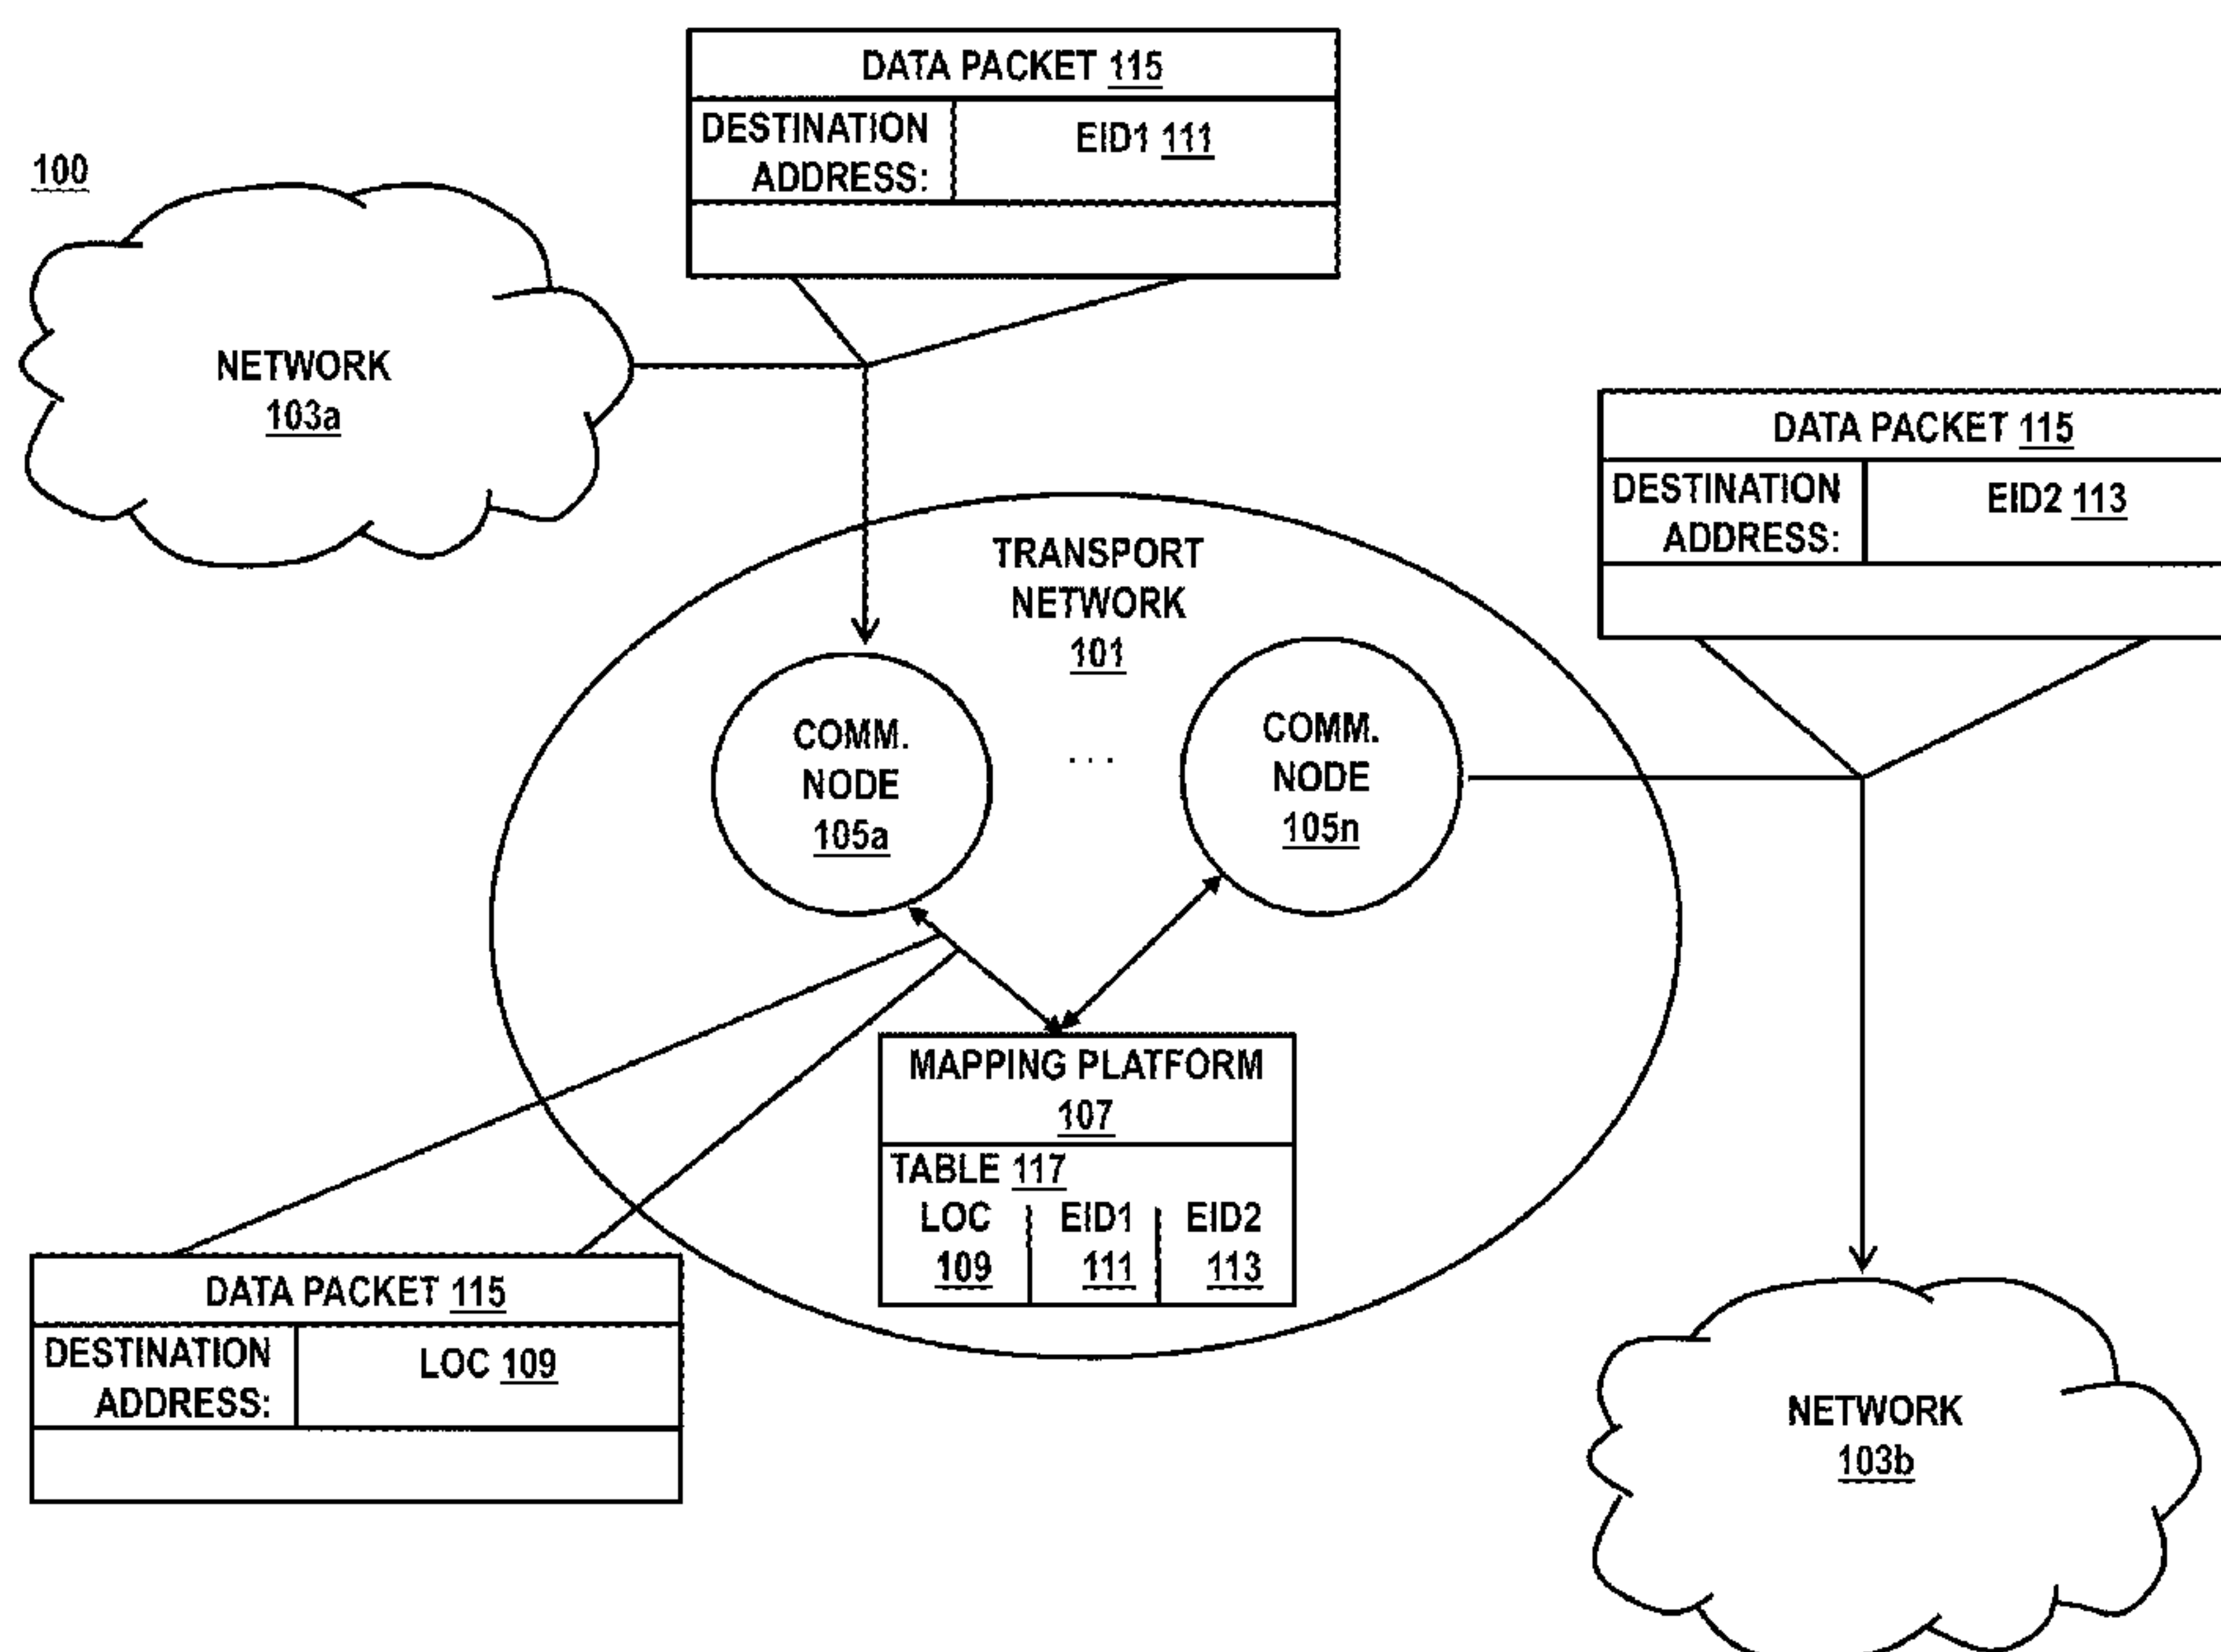 DATA PACKET 115
DESTINATION
ADDRESS:
EID1 111
100
NETWORK
103a
DATA PACKET 115
DESTINATION
ADDRESS:
EID2 113
TRANSPORT
NETWORK
101
COMM.
NODE
105a
. . .
COMM.
NODE
105n
MAPPING PLATFORM
107
TABLE 117
LOC EID1 EID2
109 111 113
DATA PACKET 115
DESTINATION
ADDRESS:
LOC 109
NETWORK
103b